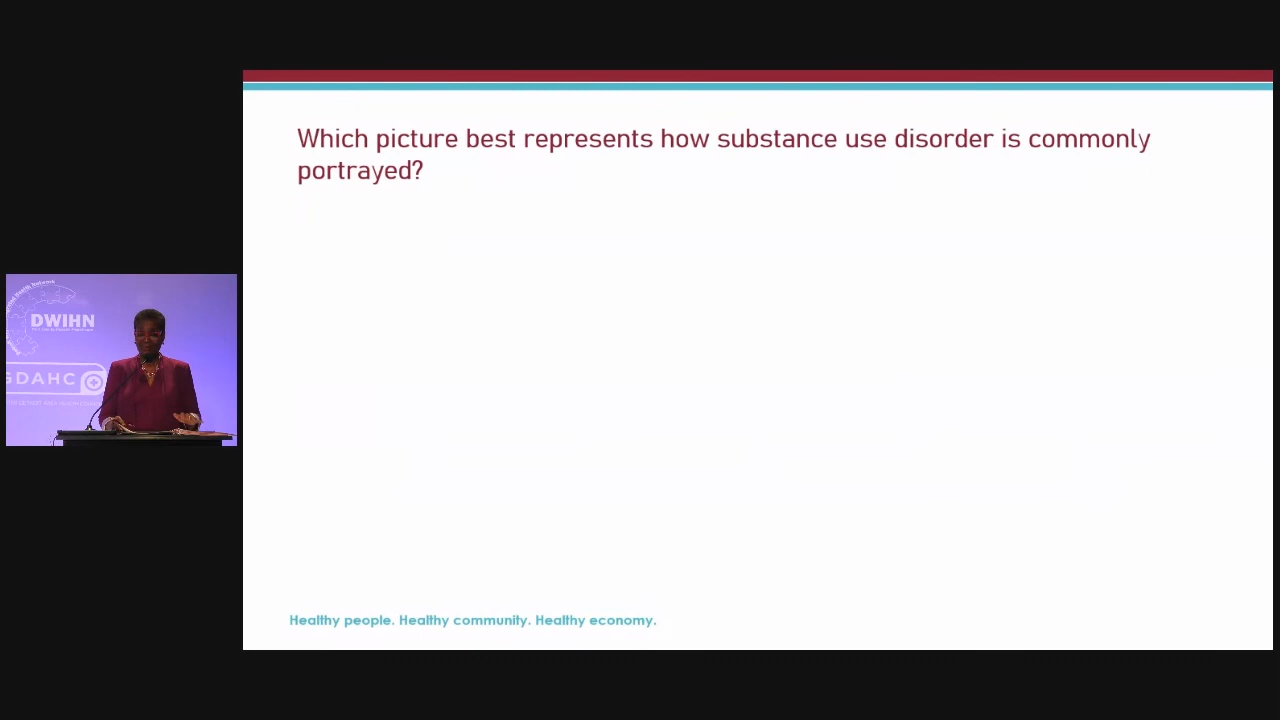 Which picture best represents how substance use disorder is commonly
portrayed?
DWIHN
GDAHC
Healthy people. Healthy community. Healthy economy.